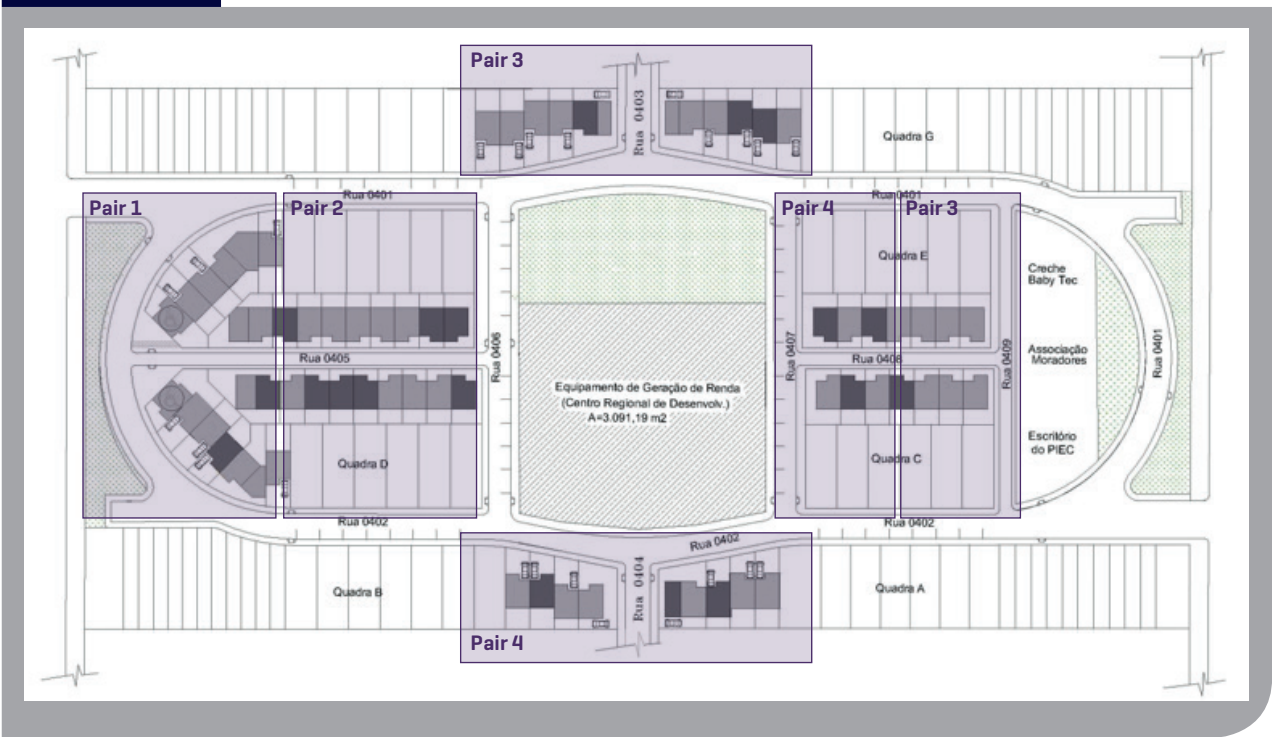 Pair 3
Rua 0403
Quadra G
Rua 0401
Rua 0401
Pair 1
Pair 2
Pair 4
Pair 3
Quadra E
Creche
Baby Tec
Rua 0405
Rua 0406
Rua 0407
Rua 0408
Rua 0409
Associação
Moradores
Rua 0401
Equipamento de Geração de Renda
(Centro Regional de Desenvolv.)
A=3.091,19 m2
Escritório
do PIEC
Quadra D
Quadra C
Rua 0402
Rua 0402
Rua 0402
Rua 0404
Quadra B
Quadra A
Pair 4